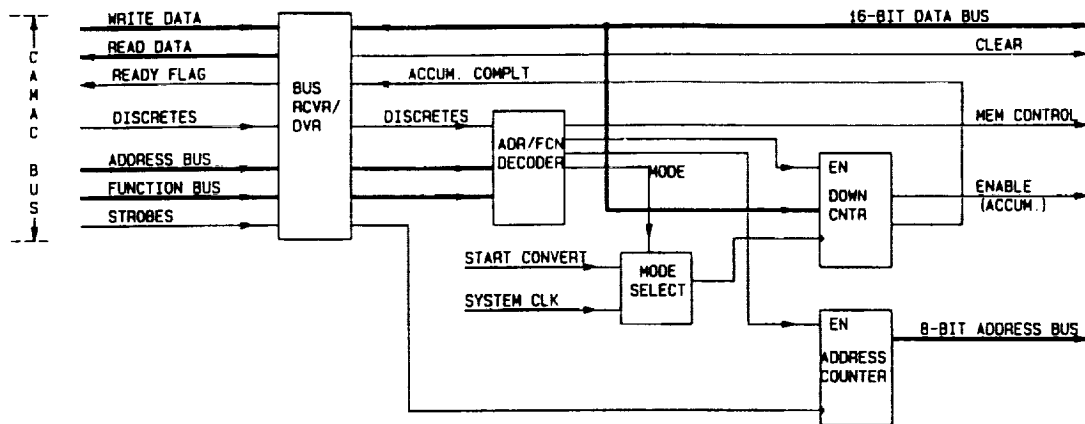 CAMAC BUS
WRITE DATA
READ DATA
READY FLAG
DISCRETES
ADDRESS BUS
FUNCTION BUS
STROBES
BUS
RCVR/
DVR
16-BIT DATA BUS
CLEAR
ACCUM. COMPLT
DISCRETES
ADR/FCN
DECODER
MEM CONTROL
MODE
EN
DOWN
CNTR
ENABLE
(ACCUM.)
START CONVERT
SYSTEM CLK
MODE
SELECT
EN
ADDRESS
COUNTER
8-BIT ADDRESS BUS